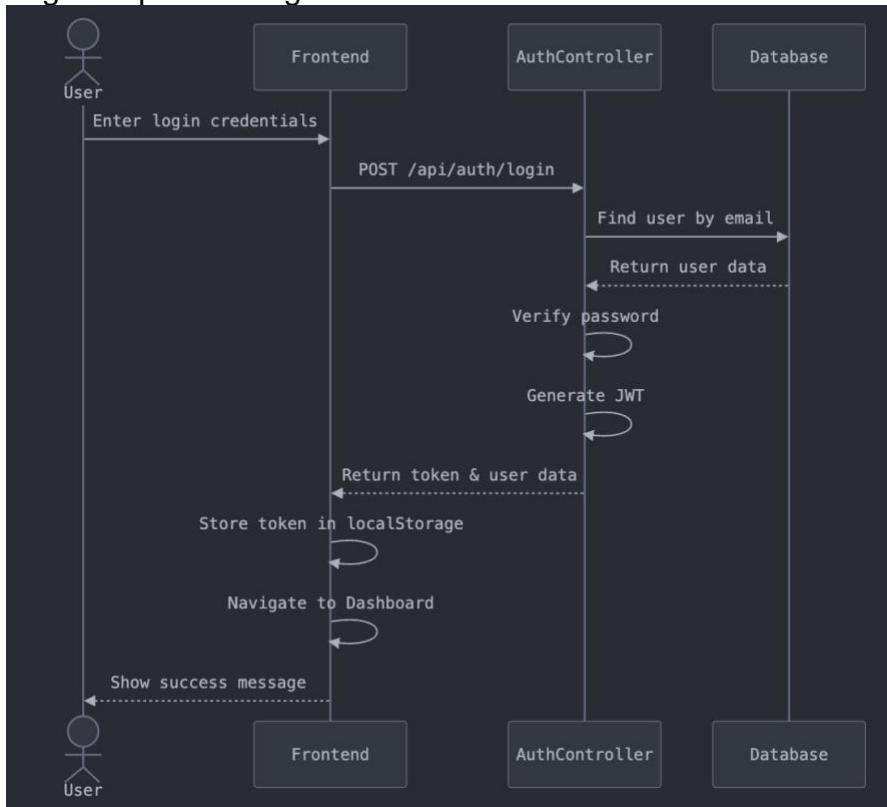 Frontend
AuthController
Database
User
Enter login credentials
POST /api/auth/login
Find user by email
Return user data
Verify password
Generate JWT
Return token & user data
Store token in localStorage
Navigate to Dashboard
Show success message
Frontend
AuthController
Database
User